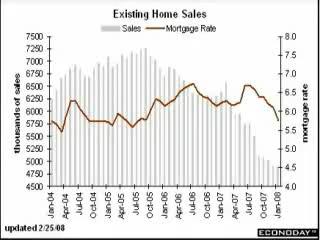 Existing Home Sales
Sales Mortgage Rate
thousands of sales
7500
7250
7000
6750
6500
6250
6000
5750
5500
5250
5000
4750
4500
mortgage rate
8.0
7.5
7.0
6.5
6.0
5.5
5.0
4.5
4.0
Jan-04
Apr-04
Jul-04
Oct-04
Jan-05
Apr-05
Jul-05
Oct-05
Jan-06
Apr-06
Jul-06
Oct-06
Jan-07
Apr-07
Jul-07
Oct-07
Jan-08
updated 2/25/08
ECONODAY